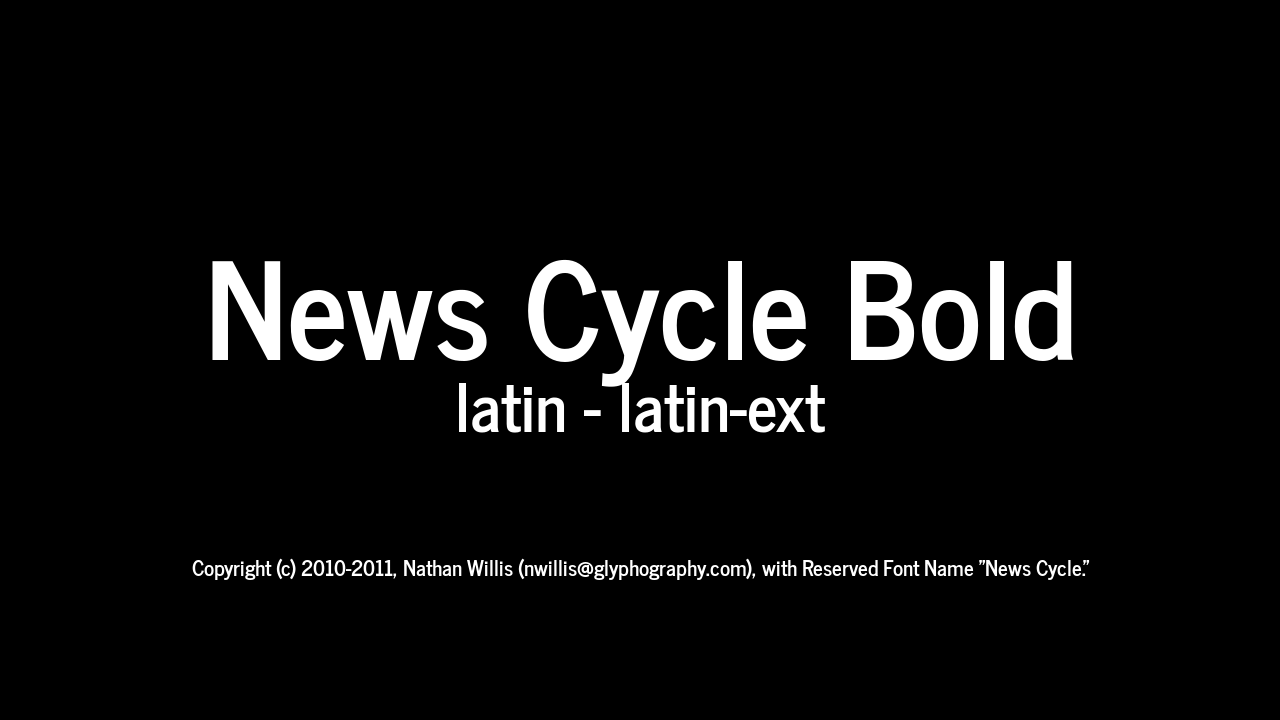 News Cycle Bold
latin - latin-ext
Copyright (c) 2010-2011, Nathan Willis (nwillis@glyphography.com), with Reserved Font Name "News Cycle."